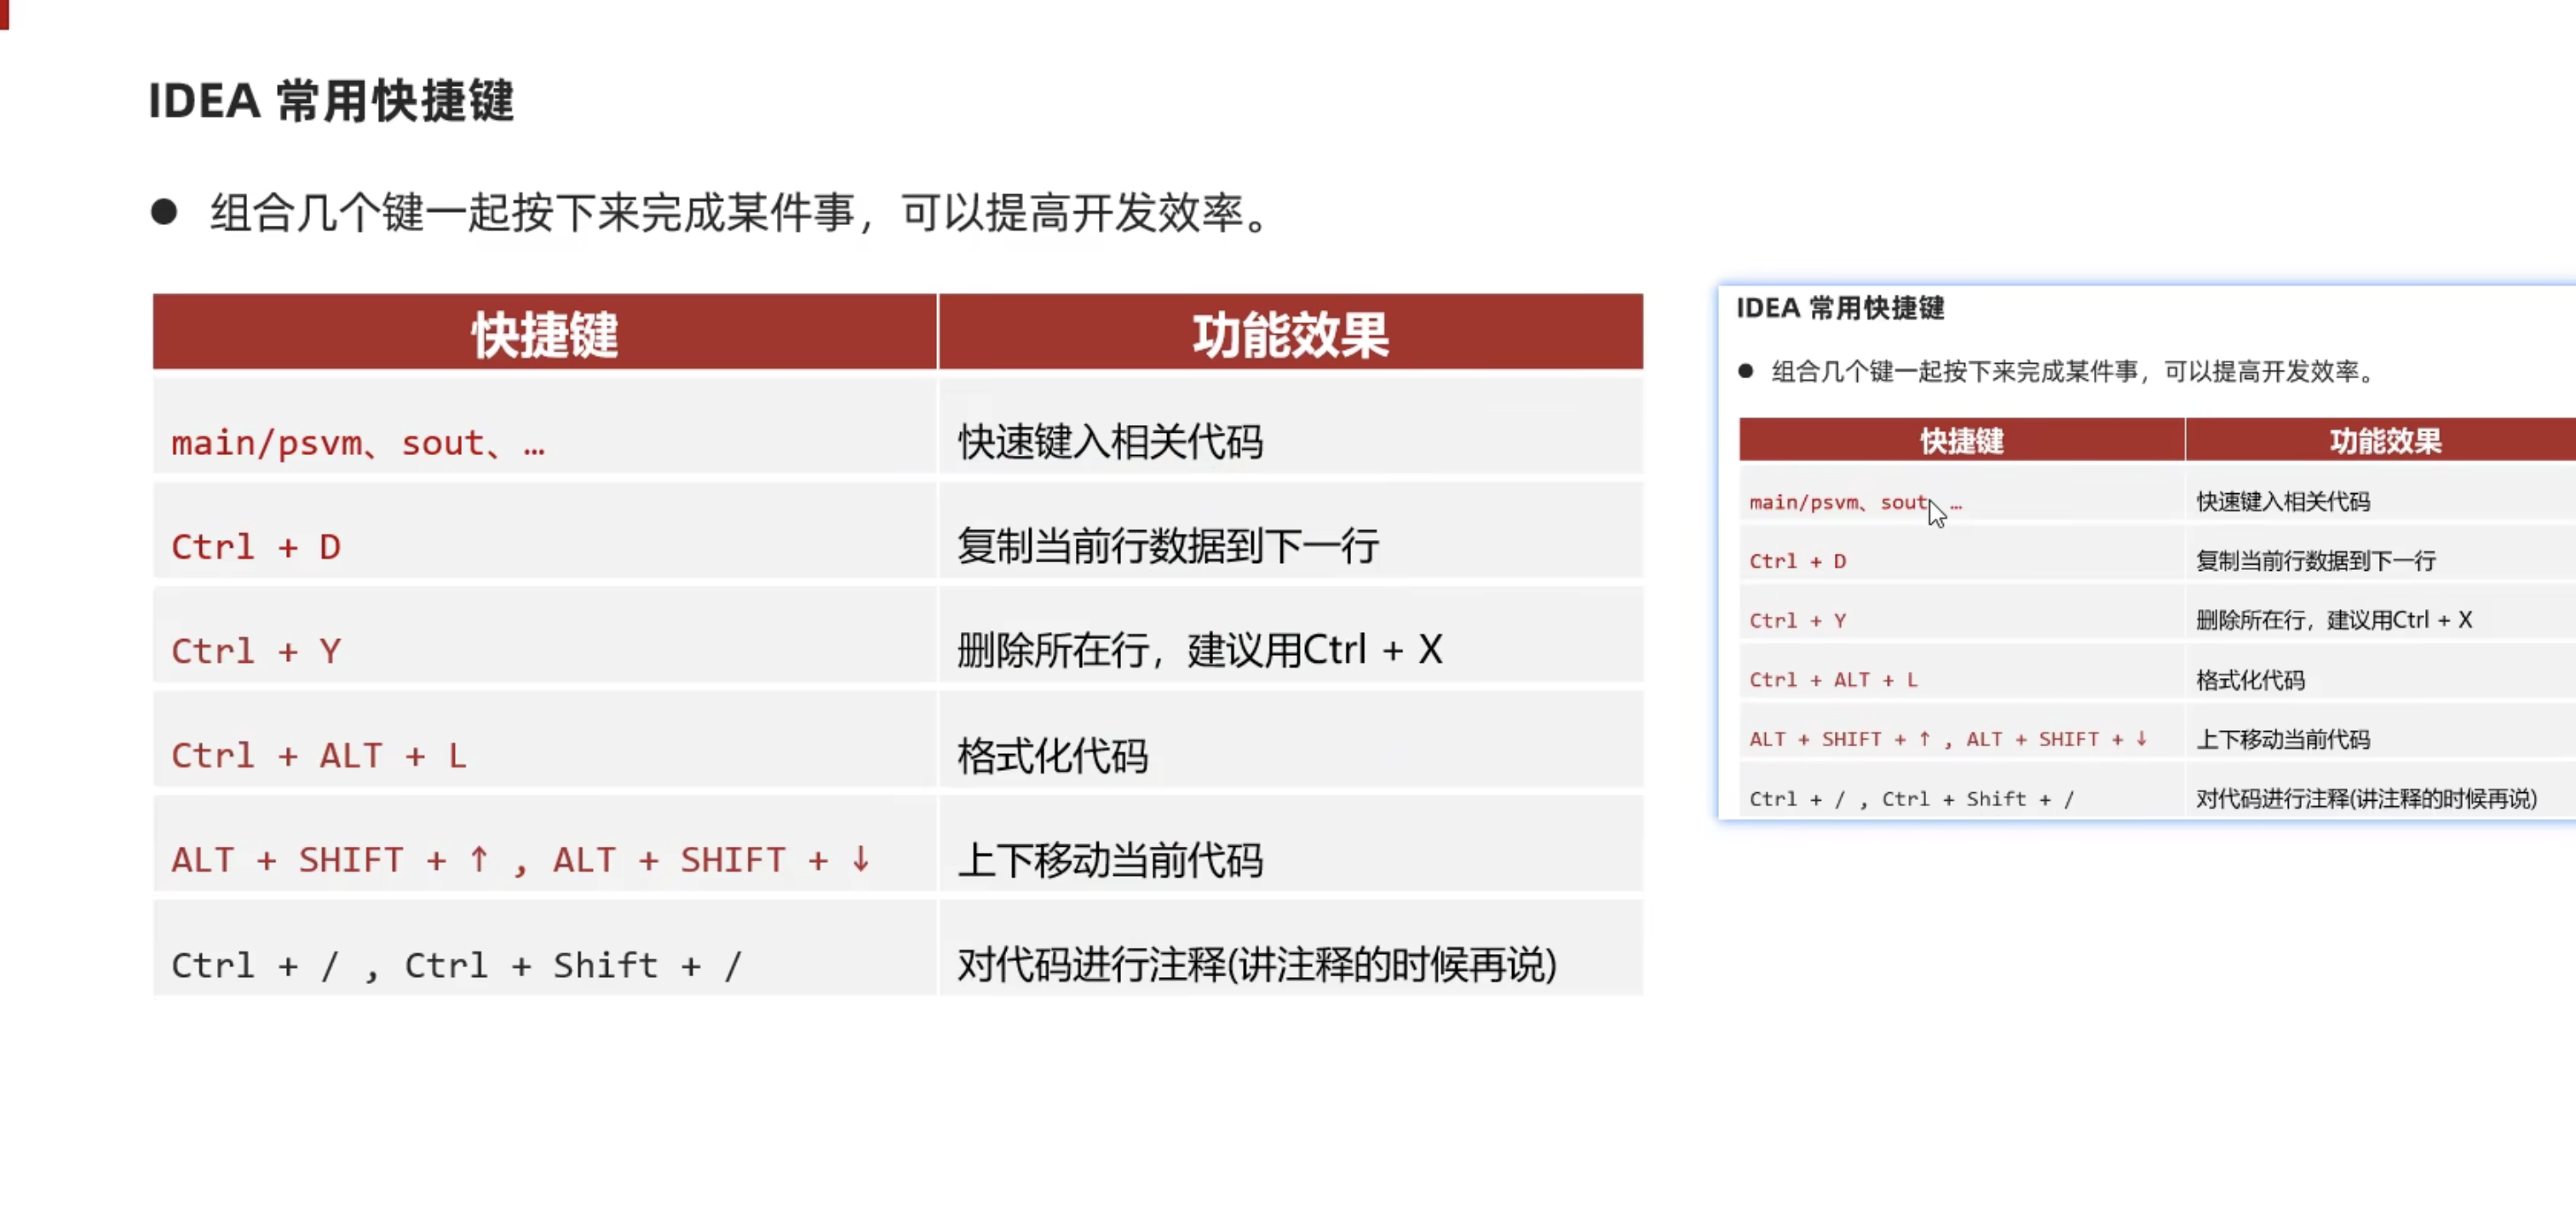 IDEA 常用快捷键
● 组合几个键一起按下来完成某件事，可以提高开发效率。
快捷键 功能效果
main/psvm、sout、… 快速键入相关代码
Ctrl + D 复制当前行数据到下一行
Ctrl + Y 删除所在行，建议用Ctrl + X
Ctrl + ALT + L 格式化代码
ALT + SHIFT + ↑ , ALT + SHIFT + ↓ 上下移动当前代码
Ctrl + / , Ctrl + Shift + / 对代码进行注释(讲注释的时候再说)
IDEA 常用快捷键
● 组合几个键一起按下来完成某件事，可以提高开发效率。
快捷键 功能效果
main/psvm、sout … 快速键入相关代码
Ctrl + D 复制当前行数据到下一行
Ctrl + Y 删除所在行，建议用Ctrl + X
Ctrl + ALT + L 格式化代码
ALT + SHIFT + ↑ , ALT + SHIFT + ↓ 上下移动当前代码
Ctrl + / , Ctrl + Shift + / 对代码进行注释(讲注释的时候再说)